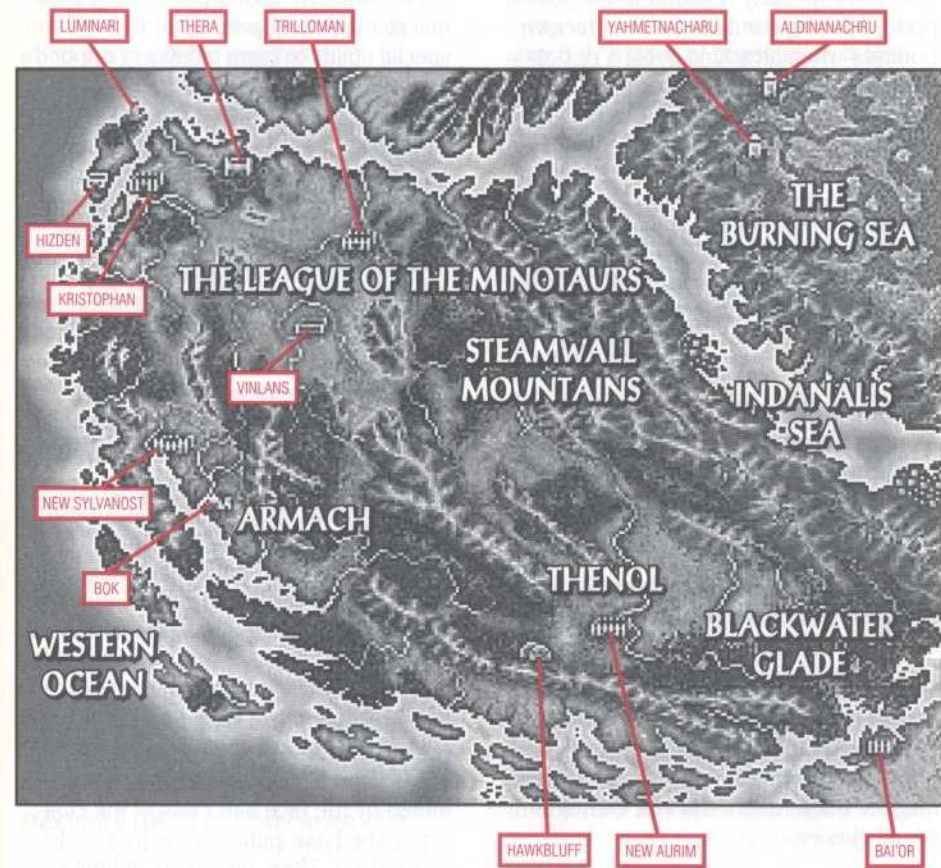 LUMINARI
THERA
TRILLOMAN
YAHMETNACHARU
ALDINANACHRU
THE
BURNING SEA
HIZDEN
THE LEAGUE OF THE MINOTAURS
KRISTOPHAN
STEAMWALL
MOUNTAINS
VINLANS
INDANALIS
SEA
NEW SYLVANOST
ARMACH
BOK
THENOL
WESTERN
OCEAN
BLACKWATER
GLADE
HAWKBLUFF
NEW AURIM
BAI'OR